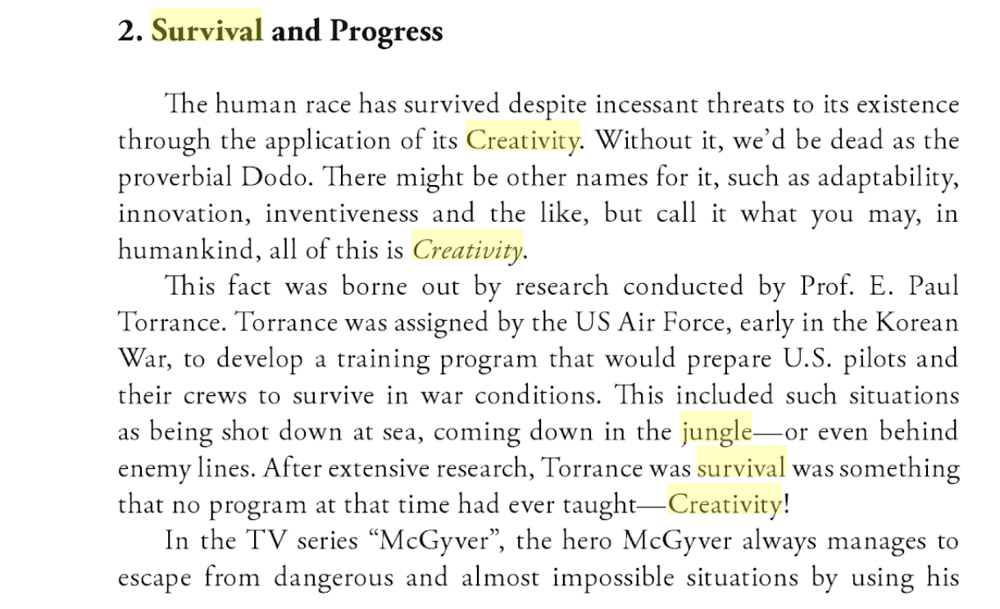 2. Survival and Progress
The human race has survived despite incessant threats to its existence
through the application of its Creativity. Without it, we’d be dead as the
proverbial Dodo. There might be other names for it, such as adaptability,
innovation, inventiveness and the like, but call it what you may, in
humankind, all of this is Creativity.
This fact was borne out by research conducted by Prof. E. Paul
Torrance. Torrance was assigned by the US Air Force, early in the Korean
War, to develop a training program that would prepare U.S. pilots and
their crews to survive in war conditions. This included such situations
as being shot down at sea, coming down in the jungle—or even behind
enemy lines. After extensive research, Torrance was survival was something
that no program at that time had ever taught—Creativity!
In the TV series “McGyver”, the hero McGyver always manages to
escape from dangerous and almost impossible situations by using his